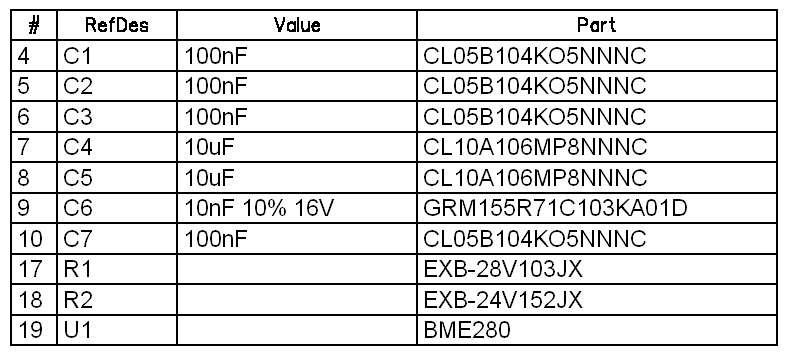 # RefDes Value Part
4 C1 100nF CL05B104KO5NNNC
5 C2 100nF CL05B104KO5NNNC
6 C3 100nF CL05B104KO5NNNC
7 C4 10uF CL10A106MP8NNNC
8 C5 10uF CL10A106MP8NNNC
9 C6 10nF 10% 16V GRM155R71C103KA01D
10 C7 100nF CL05B104KO5NNNC
17 R1 EXB-28V103JX
18 R2 EXB-24V152JX
19 U1 BME280